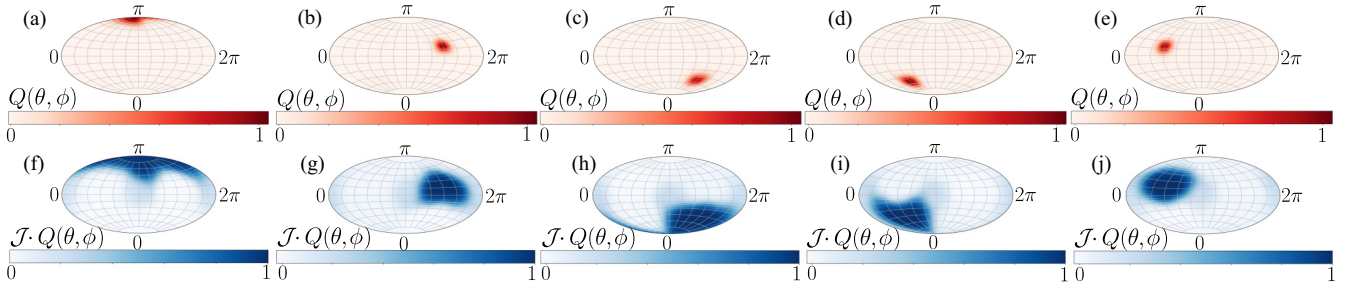 (a) π (b) π (c) π (d) π (e) π
0 2π 0 2π 0 2π 0 2π 0 2π
0 0 0 0 0
Q(θ, ϕ) Q(θ, ϕ) Q(θ, ϕ) Q(θ, ϕ) Q(θ, ϕ)
0 1 0 1 0 1 0 1 0 1
(f) π (g) π (h) π (i) π (j) π
0 2π 0 2π 0 2π 0 2π 0 2π
0 0 0 0 0
𝒥· Q(θ, ϕ) 𝒥· Q(θ, ϕ) 𝒥· Q(θ, ϕ) 𝒥· Q(θ, ϕ) 𝒥· Q(θ, ϕ)
0 1 0 1 0 1 0 1 0 1